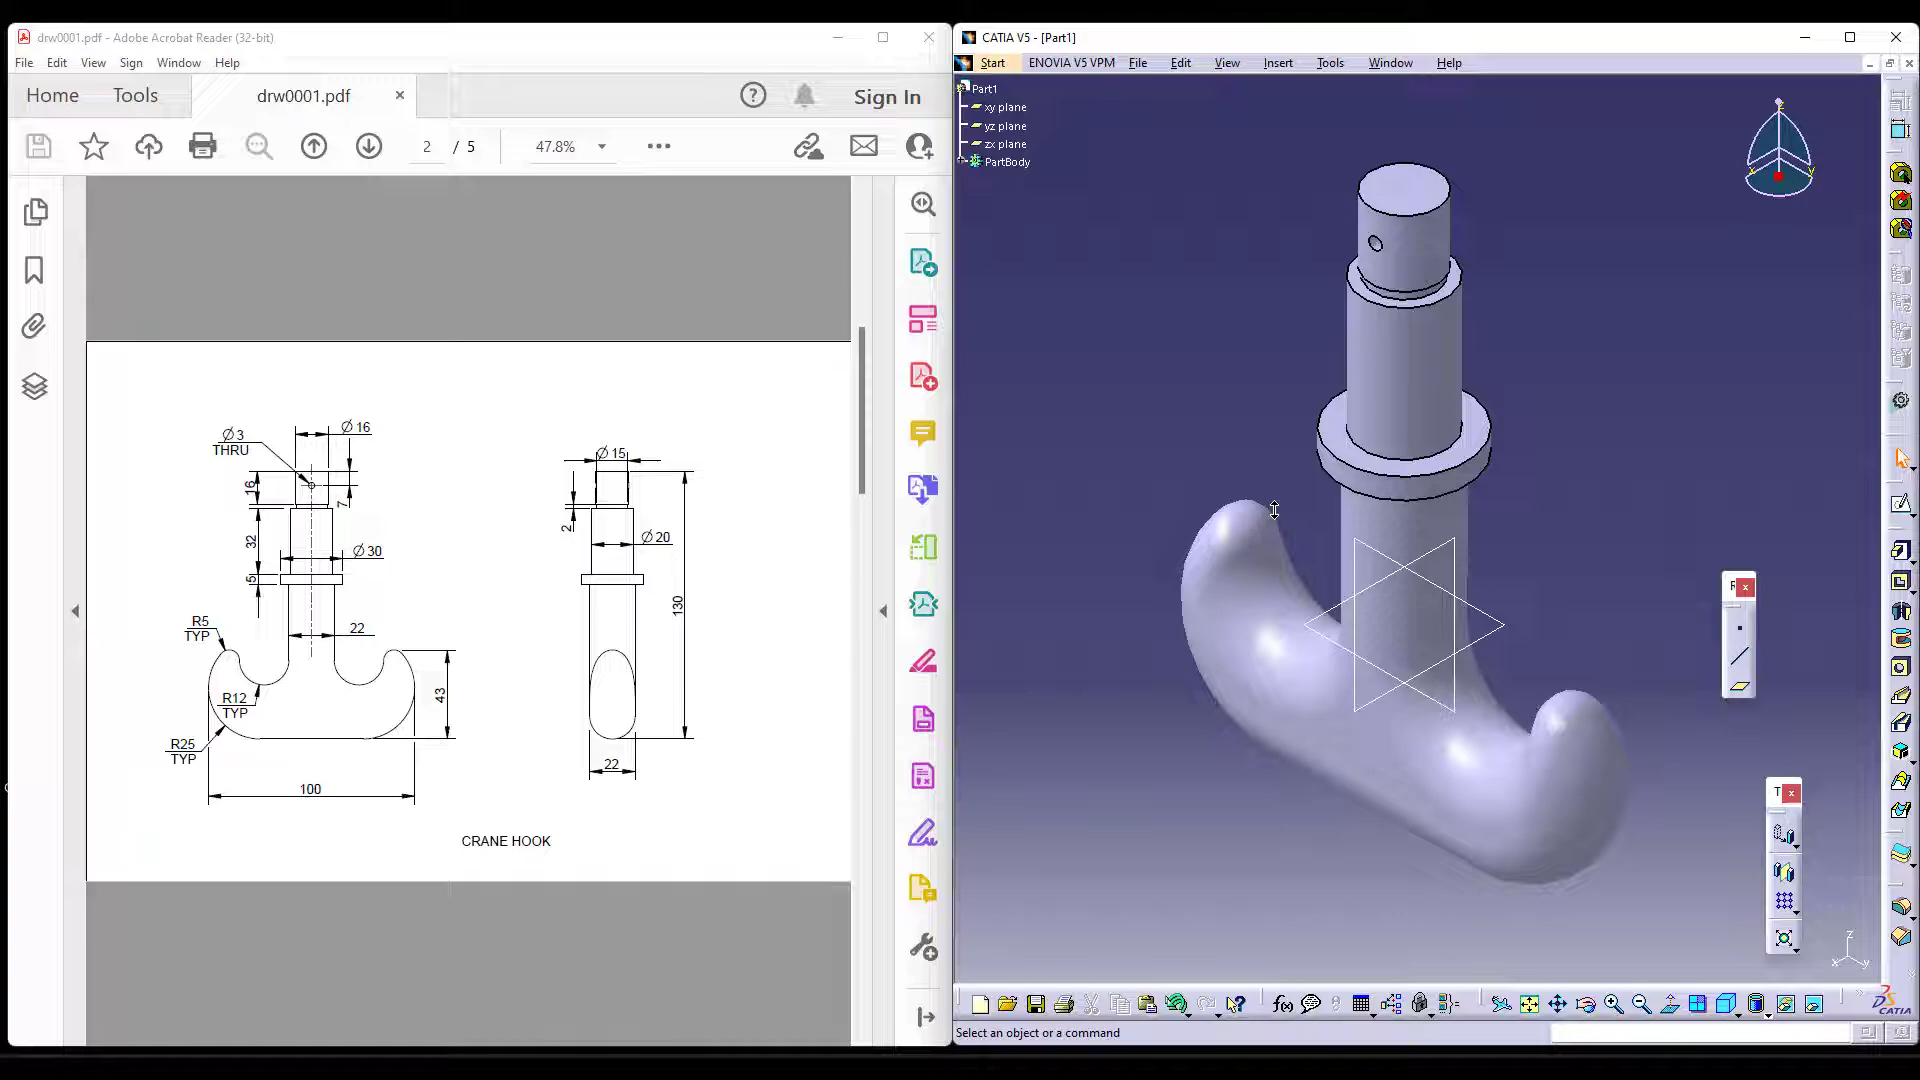 drw0001.pdf - Adobe Acrobat Reader (32-bit)
File Edit View Sign Window Help
Home Tools drw0001.pdf × Sign In
2 / 5 47.8%
Ø3
THRU
Ø16
16
7
32
5
Ø30
R5
TYP
22
R12
TYP
43
R25
TYP
100
Ø15
2
Ø20
130
22
CRANE HOOK
CATIA V5 - [Part1]
Start ENOVIA V5 VPM File Edit View Insert Tools Window Help
Part1
xy plane
yz plane
zx plane
PartBody
z
x
y
R x
T x
z
x
y
f(x)
CATIA
Select an object or a command